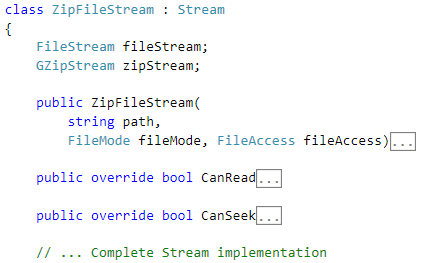 class ZipFileStream : Stream
{
FileStream fileStream;
GZipStream zipStream;
public ZipFileStream(
string path,
FileMode fileMode, FileAccess fileAccess)...
public override bool CanRead...
public override bool CanSeek...
// ... Complete Stream implementation